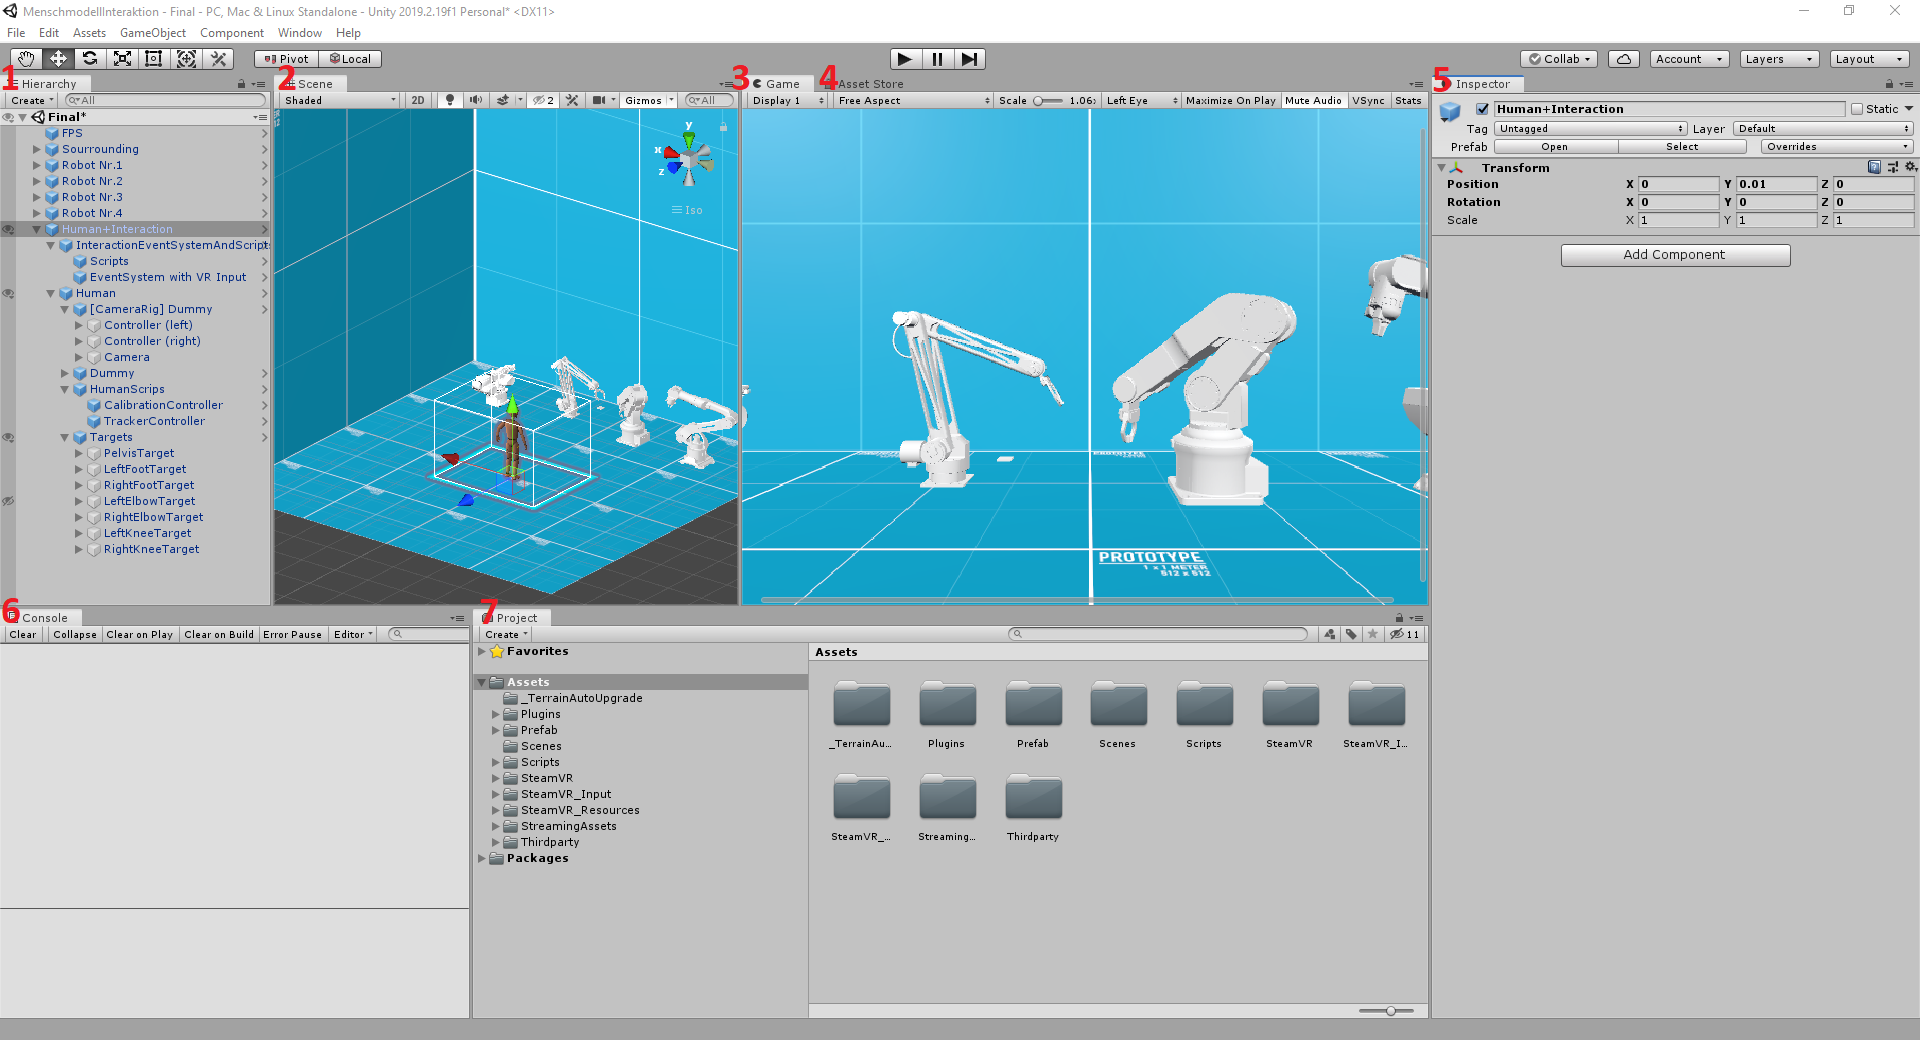 MenschmodellInteraktion - Final - PC, Mac & Linux Standalone - Unity 2019.2.19f1 Personal* <DX11>
File Edit Assets GameObject Component Window Help
Pivot Local
Collab Account Layers Layout
1 Hierarchy
Create All
Final*
FPS
Sourrounding
Robot Nr.1
Robot Nr.2
Robot Nr.3
Robot Nr.4
Human+Interaction
InteractionEventSystemAndScripts
Scripts
EventSystem with VR Input
Human
[CameraRig] Dummy
Controller (left)
Controller (right)
Camera
Dummy
HumanScrips
CalibrationController
TrackerController
Targets
PelvisTarget
LeftFootTarget
RightFootTarget
LeftElbowTarget
RightElbowTarget
LeftKneeTarget
RightKneeTarget
2 Scene
Shaded 2D 2 Gizmos All
y
x
z
Iso
3 Game 4 Asset Store
Display 1 Free Aspect Scale 1.06 Left Eye Maximize On Play Mute Audio VSync Stats
PROTOTYPE
1 x 1 METER
512 x 512
5 Inspector
Human+Interaction Static
Tag Untagged Layer Default
Prefab Open Select Overrides
Transform
Position X 0 Y 0.01 Z 0
Rotation X 0 Y 0 Z 0
Scale X 1 Y 1 Z 1
Add Component
6 Console
Clear Collapse Clear on Play Clear on Build Error Pause Editor
7 Project
Create 11
Favorites
Assets
_TerrainAutoUpgrade
Plugins
Prefab
Scenes
Scripts
SteamVR
SteamVR_Input
SteamVR_Resources
StreamingAssets
Thirdparty
Packages
Assets
_TerrainAu... Plugins Prefab Scenes Scripts SteamVR SteamVR_I...
SteamVR_... Streaming... Thirdparty